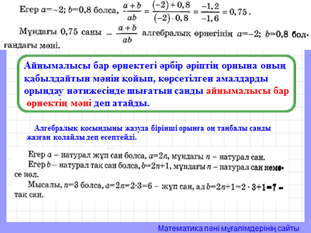 Егер a=−2; b=0,8 болса, (a+b)/(ab) = ((−2)+0,8)/((−2)·0,8) = (−1,2)/(−1,6) = 0,75.
Мұндағы 0,75 саны — (a+b)/(ab) алгебралық өрнегінің a=−2; b=0,8 бол-
ғандағы мәні.
Айнымалысы бар өрнектегі әрбір әріптің орнына оның
қабылдайтын мәнін қойып, көрсетілген амалдарды
орындау нәтижесінде шығатын санды айнымалысы бар
өрнектің мәні деп атайды.
Алгебралық қосындыны жазуда бірінші орынға оң таңбалы санды
жазған қолайлы деп есептейді.
Егер a – натурал жұп сан болса, a=2n, мұндағы n – натурал сан.
Егер b – натурал тақ сан болса, b=2n+1, мұндағы n – натурал сан немесе
се нөл.
Мысалы, n=3 болса, a=2n=2·3=6 – жұп сан, ал b=2n+1=2·3+1=7 –
тақ сан.
Математика пәні мұғалімдерінің сайты